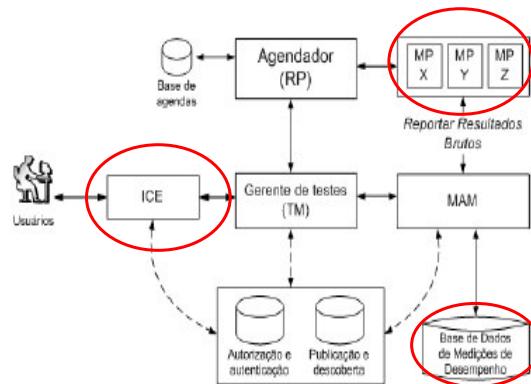 Agendador
(RP)
MP
X
MP
Y
MP
Z
Base de
agendas
Reportar Resultados
Brutos
Usuários
ICE
Gerente de testes
(TM)
MAM
Autorização e
autenticação
Publicação e
descoberta
Base de Dados
de Medições de
Desempenho